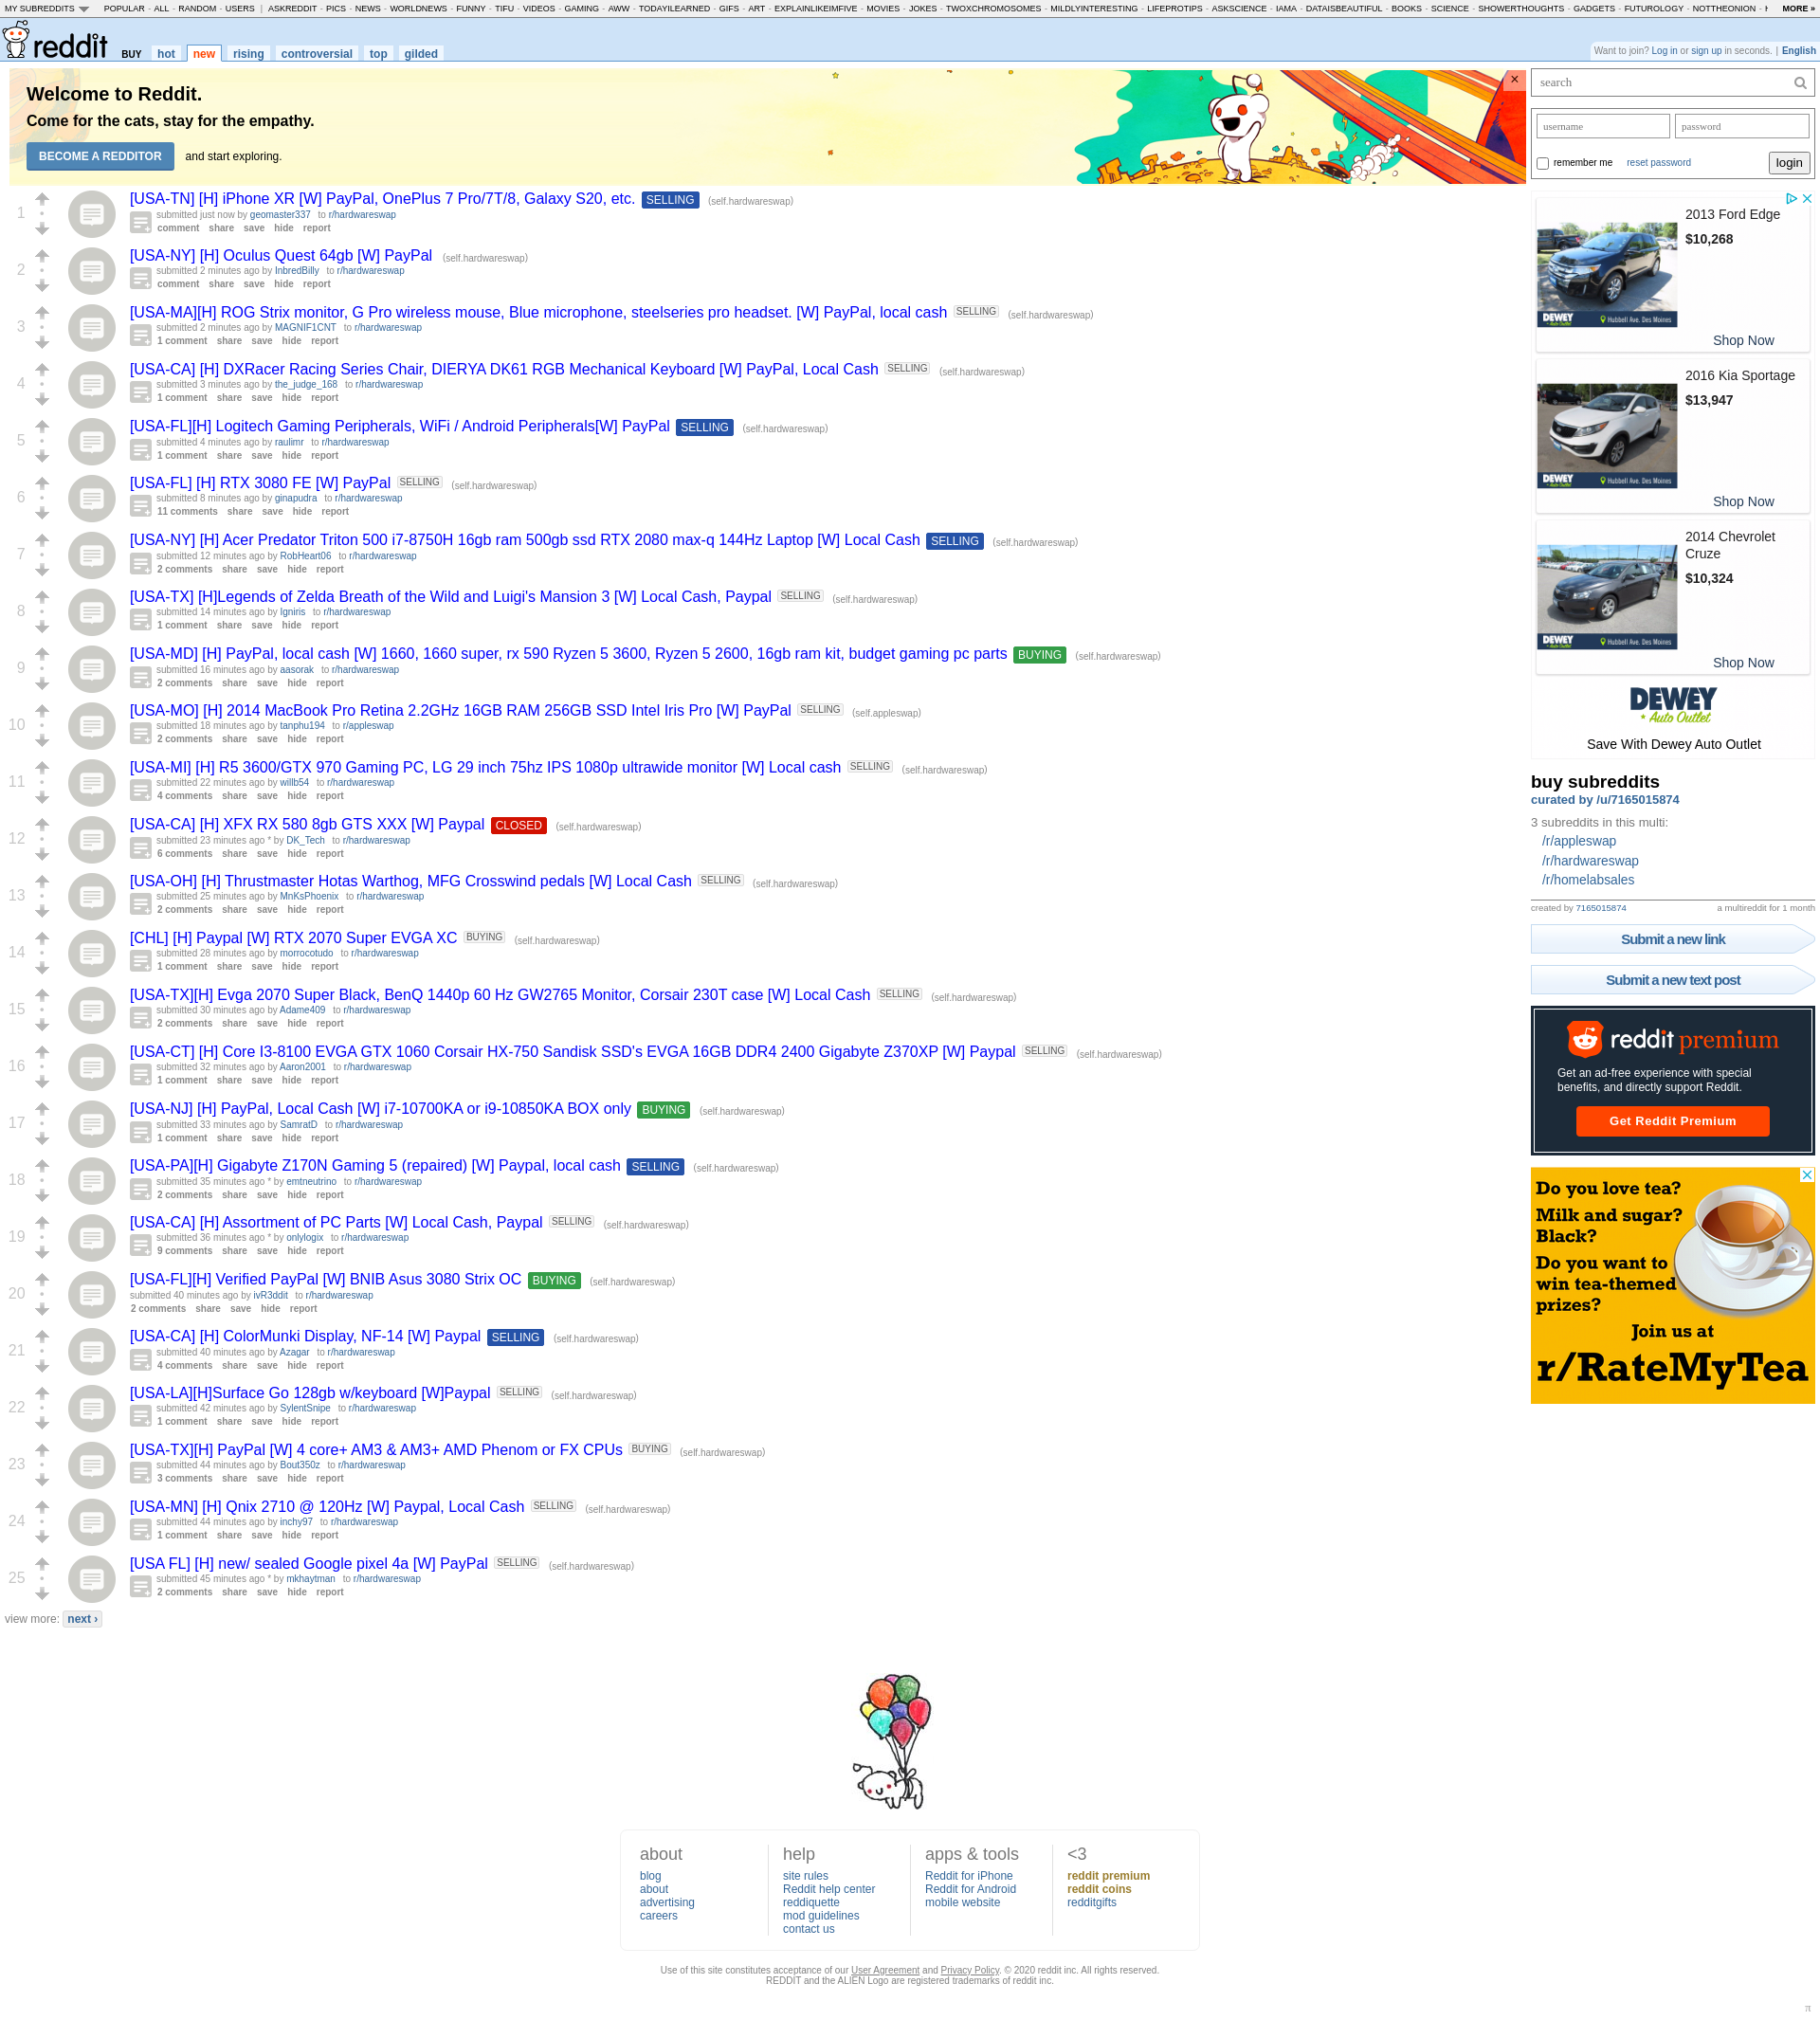 MY SUBREDDITS POPULAR - ALL - RANDOM - USERS | ASKREDDIT - PICS - NEWS - WORLDNEWS - FUNNY - TIFU - VIDEOS - GAMING - AWW - TODAYILEARNED - GIFS - ART - EXPLAINLIKEIMFIVE - MOVIES - JOKES - TWOXCHROMOSOMES - MILDLYINTERESTING - LIFEPROTIPS - ASKSCIENCE - IAMA - DATAISBEAUTIFUL - BOOKS - SCIENCE - SHOWERTHOUGHTS - GADGETS - FUTUROLOGY - NOTTHEONION - MORE »
reddit BUY hot new rising controversial top gilded
Want to join? Log in or sign up in seconds. | English
Welcome to Reddit.
Come for the cats, stay for the empathy.
BECOME A REDDITOR and start exploring.
×
1 [USA-TN] [H] iPhone XR [W] PayPal, OnePlus 7 Pro/7T/8, Galaxy S20, etc. SELLING (self.hardwareswap)
submitted just now by geomaster337 to r/hardwareswap
comment share save hide report
2 [USA-NY] [H] Oculus Quest 64gb [W] PayPal (self.hardwareswap)
submitted 2 minutes ago by InbredBilly to r/hardwareswap
comment share save hide report
3 [USA-MA][H] ROG Strix monitor, G Pro wireless mouse, Blue microphone, steelseries pro headset. [W] PayPal, local cash SELLING (self.hardwareswap)
submitted 2 minutes ago by MAGNIF1CNT to r/hardwareswap
1 comment share save hide report
4 [USA-CA] [H] DXRacer Racing Series Chair, DIERYA DK61 RGB Mechanical Keyboard [W] PayPal, Local Cash SELLING (self.hardwareswap)
submitted 3 minutes ago by the_judge_168 to r/hardwareswap
1 comment share save hide report
5 [USA-FL][H] Logitech Gaming Peripherals, WiFi / Android Peripherals[W] PayPal SELLING (self.hardwareswap)
submitted 4 minutes ago by raulimr to r/hardwareswap
1 comment share save hide report
6 [USA-FL] [H] RTX 3080 FE [W] PayPal SELLING (self.hardwareswap)
submitted 8 minutes ago by ginapudra to r/hardwareswap
11 comments share save hide report
7 [USA-NY] [H] Acer Predator Triton 500 i7-8750H 16gb ram 500gb ssd RTX 2080 max-q 144Hz Laptop [W] Local Cash SELLING (self.hardwareswap)
submitted 12 minutes ago by RobHeart06 to r/hardwareswap
2 comments share save hide report
8 [USA-TX] [H]Legends of Zelda Breath of the Wild and Luigi's Mansion 3 [W] Local Cash, Paypal SELLING (self.hardwareswap)
submitted 14 minutes ago by Igniris to r/hardwareswap
1 comment share save hide report
9 [USA-MD] [H] PayPal, local cash [W] 1660, 1660 super, rx 590 Ryzen 5 3600, Ryzen 5 2600, 16gb ram kit, budget gaming pc parts BUYING (self.hardwareswap)
submitted 16 minutes ago by aasorak to r/hardwareswap
2 comments share save hide report
10 [USA-MO] [H] 2014 MacBook Pro Retina 2.2GHz 16GB RAM 256GB SSD Intel Iris Pro [W] PayPal SELLING (self.appleswap)
submitted 18 minutes ago by tanphu194 to r/appleswap
2 comments share save hide report
11 [USA-MI] [H] R5 3600/GTX 970 Gaming PC, LG 29 inch 75hz IPS 1080p ultrawide monitor [W] Local cash SELLING (self.hardwareswap)
submitted 22 minutes ago by willb54 to r/hardwareswap
4 comments share save hide report
12 [USA-CA] [H] XFX RX 580 8gb GTS XXX [W] Paypal CLOSED (self.hardwareswap)
submitted 23 minutes ago * by DK_Tech to r/hardwareswap
6 comments share save hide report
13 [USA-OH] [H] Thrustmaster Hotas Warthog, MFG Crosswind pedals [W] Local Cash SELLING (self.hardwareswap)
submitted 25 minutes ago by MnKsPhoenix to r/hardwareswap
2 comments share save hide report
14 [CHL] [H] Paypal [W] RTX 2070 Super EVGA XC BUYING (self.hardwareswap)
submitted 28 minutes ago by morrocotudo to r/hardwareswap
1 comment share save hide report
15 [USA-TX][H] Evga 2070 Super Black, BenQ 1440p 60 Hz GW2765 Monitor, Corsair 230T case [W] Local Cash SELLING (self.hardwareswap)
submitted 30 minutes ago by Adame409 to r/hardwareswap
2 comments share save hide report
16 [USA-CT] [H] Core I3-8100 EVGA GTX 1060 Corsair HX-750 Sandisk SSD's EVGA 16GB DDR4 2400 Gigabyte Z370XP [W] Paypal SELLING (self.hardwareswap)
submitted 32 minutes ago by Aaron2001 to r/hardwareswap
1 comment share save hide report
17 [USA-NJ] [H] PayPal, Local Cash [W] i7-10700KA or i9-10850KA BOX only BUYING (self.hardwareswap)
submitted 33 minutes ago by SamratD to r/hardwareswap
1 comment share save hide report
18 [USA-PA][H] Gigabyte Z170N Gaming 5 (repaired) [W] Paypal, local cash SELLING (self.hardwareswap)
submitted 35 minutes ago * by emtneutrino to r/hardwareswap
2 comments share save hide report
19 [USA-CA] [H] Assortment of PC Parts [W] Local Cash, Paypal SELLING (self.hardwareswap)
submitted 36 minutes ago * by onlylogix to r/hardwareswap
9 comments share save hide report
20 [USA-FL][H] Verified PayPal [W] BNIB Asus 3080 Strix OC BUYING (self.hardwareswap)
submitted 40 minutes ago by ivR3ddit to r/hardwareswap
2 comments share save hide report
21 [USA-CA] [H] ColorMunki Display, NF-14 [W] Paypal SELLING (self.hardwareswap)
submitted 40 minutes ago by Azagar to r/hardwareswap
4 comments share save hide report
22 [USA-LA][H]Surface Go 128gb w/keyboard [W]Paypal SELLING (self.hardwareswap)
submitted 42 minutes ago by SylentSnipe to r/hardwareswap
1 comment share save hide report
23 [USA-TX][H] PayPal [W] 4 core+ AM3 & AM3+ AMD Phenom or FX CPUs BUYING (self.hardwareswap)
submitted 44 minutes ago by Bout350z to r/hardwareswap
3 comments share save hide report
24 [USA-MN] [H] Qnix 2710 @ 120Hz [W] Paypal, Local Cash SELLING (self.hardwareswap)
submitted 44 minutes ago by inchy97 to r/hardwareswap
1 comment share save hide report
25 [USA FL] [H] new/ sealed Google pixel 4a [W] PayPal SELLING (self.hardwareswap)
submitted 45 minutes ago * by mkhaytman to r/hardwareswap
2 comments share save hide report
view more: next ›
search
username password
remember me reset password login
2013 Ford Edge
$10,268
DEWEY Auto Outlet Hubbell Ave. Des Moines
Shop Now
2016 Kia Sportage
$13,947
DEWEY Auto Outlet Hubbell Ave. Des Moines
Shop Now
2014 Chevrolet
Cruze
$10,324
DEWEY Auto Outlet Hubbell Ave. Des Moines
Shop Now
DEWEY
Auto Outlet
Save With Dewey Auto Outlet
buy subreddits
curated by /u/7165015874
3 subreddits in this multi:
/r/appleswap
/r/hardwareswap
/r/homelabsales
created by 7165015874 a multireddit for 1 month
Submit a new link
Submit a new text post
reddit premium
Get an ad-free experience with special
benefits, and directly support Reddit.
Get Reddit Premium
Do you love tea?
Milk and sugar?
Black?
Do you want to
win tea-themed
prizes?
Join us at
r/RateMyTea
about
blog
about
advertising
careers
help
site rules
Reddit help center
reddiquette
mod guidelines
contact us
apps & tools
Reddit for iPhone
Reddit for Android
mobile website
<3
reddit premium
reddit coins
redditgifts
Use of this site constitutes acceptance of our User Agreement and Privacy Policy. © 2020 reddit inc. All rights reserved.
REDDIT and the ALIEN Logo are registered trademarks of reddit inc.
π